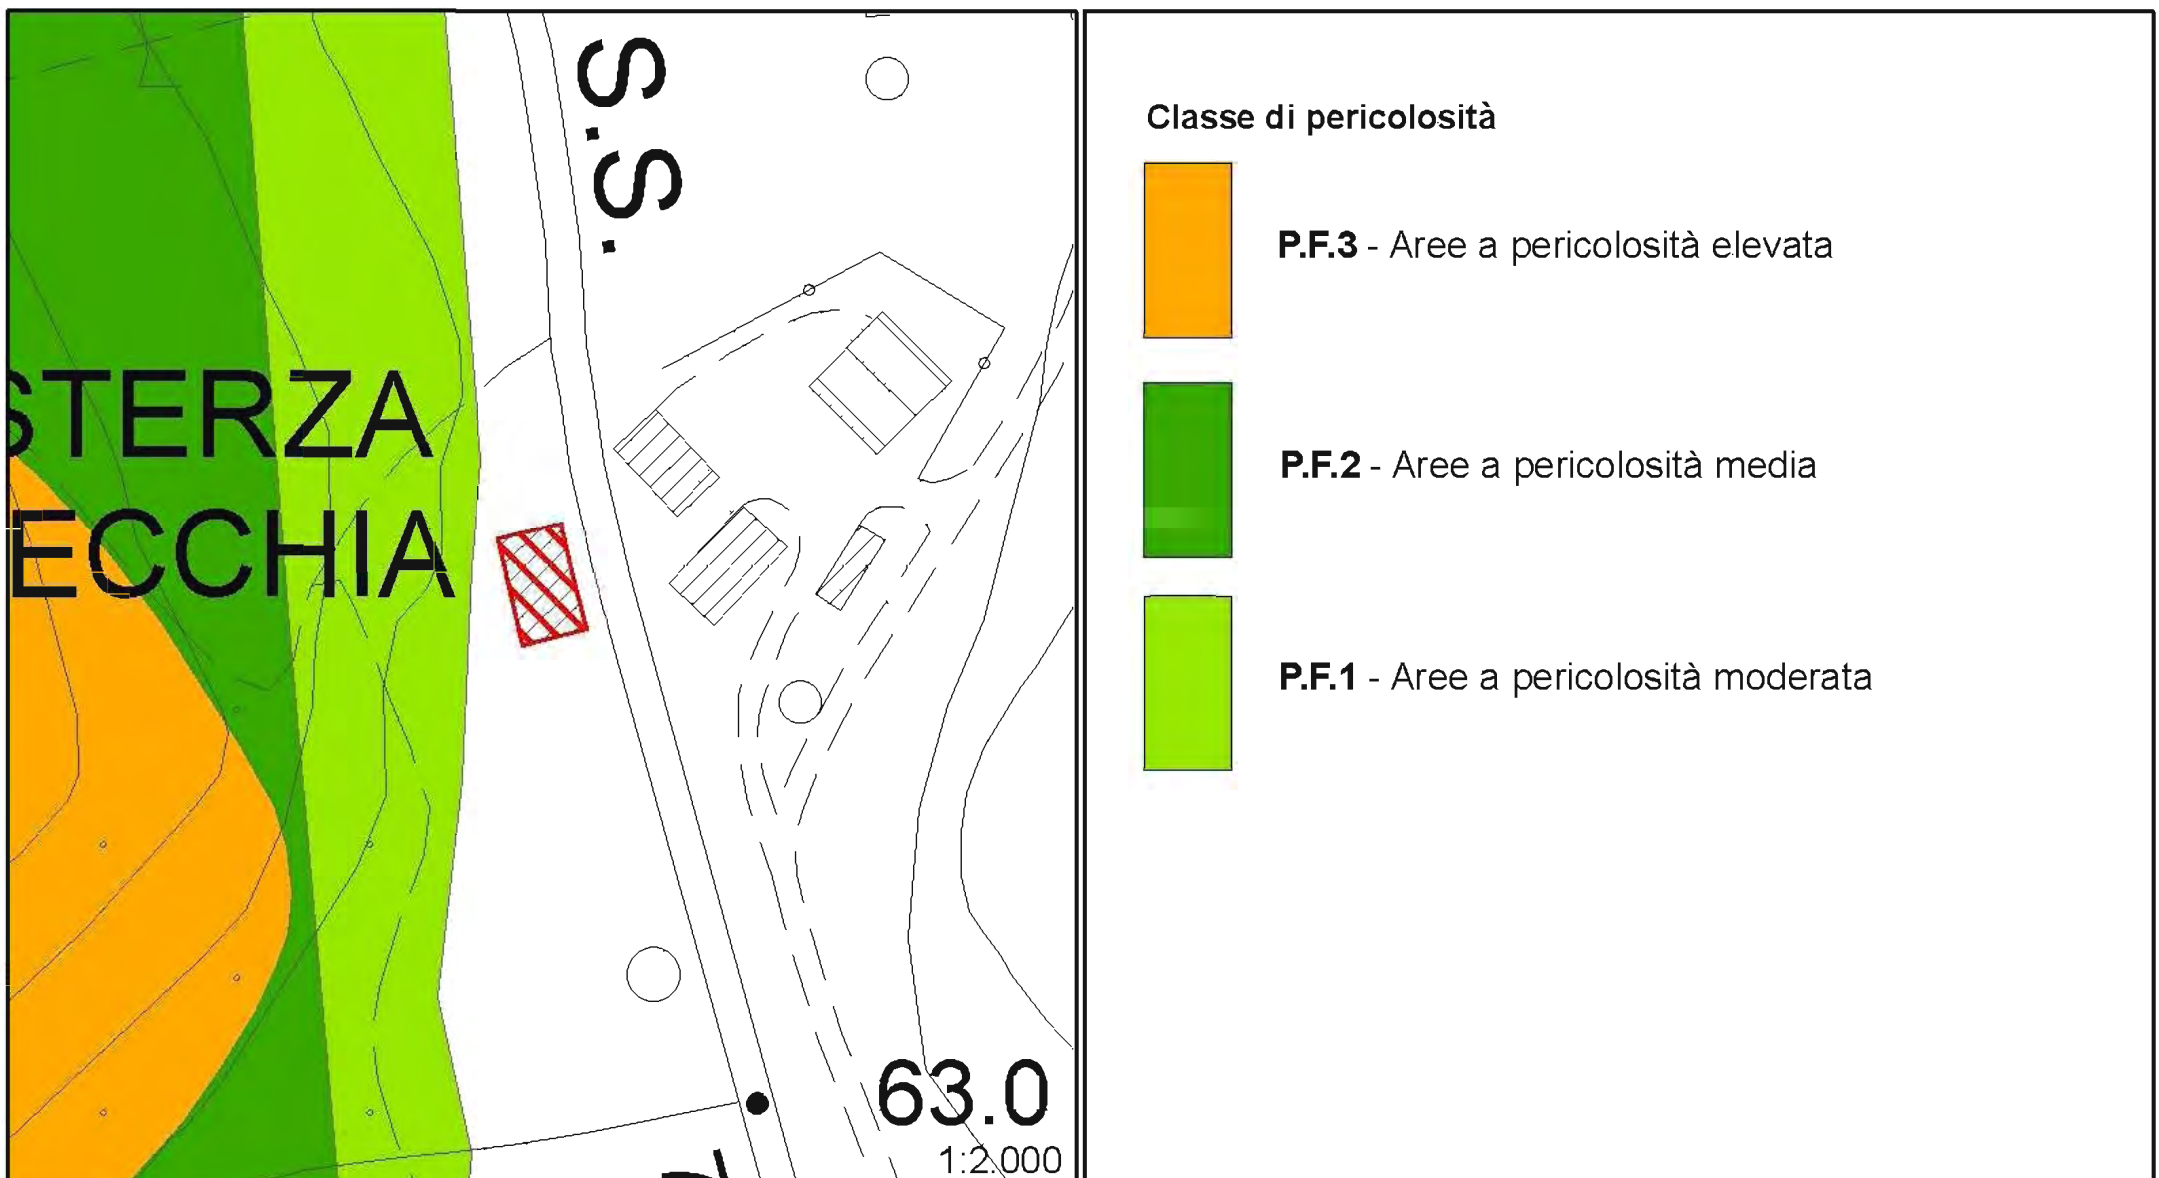 S.S.
STERZA
ECCHIA
63.0
1:2.000
Classe di pericolosità
P.F.3 - Aree a pericolosità elevata
P.F.2 - Aree a pericolosità media
P.F.1 - Aree a pericolosità moderata